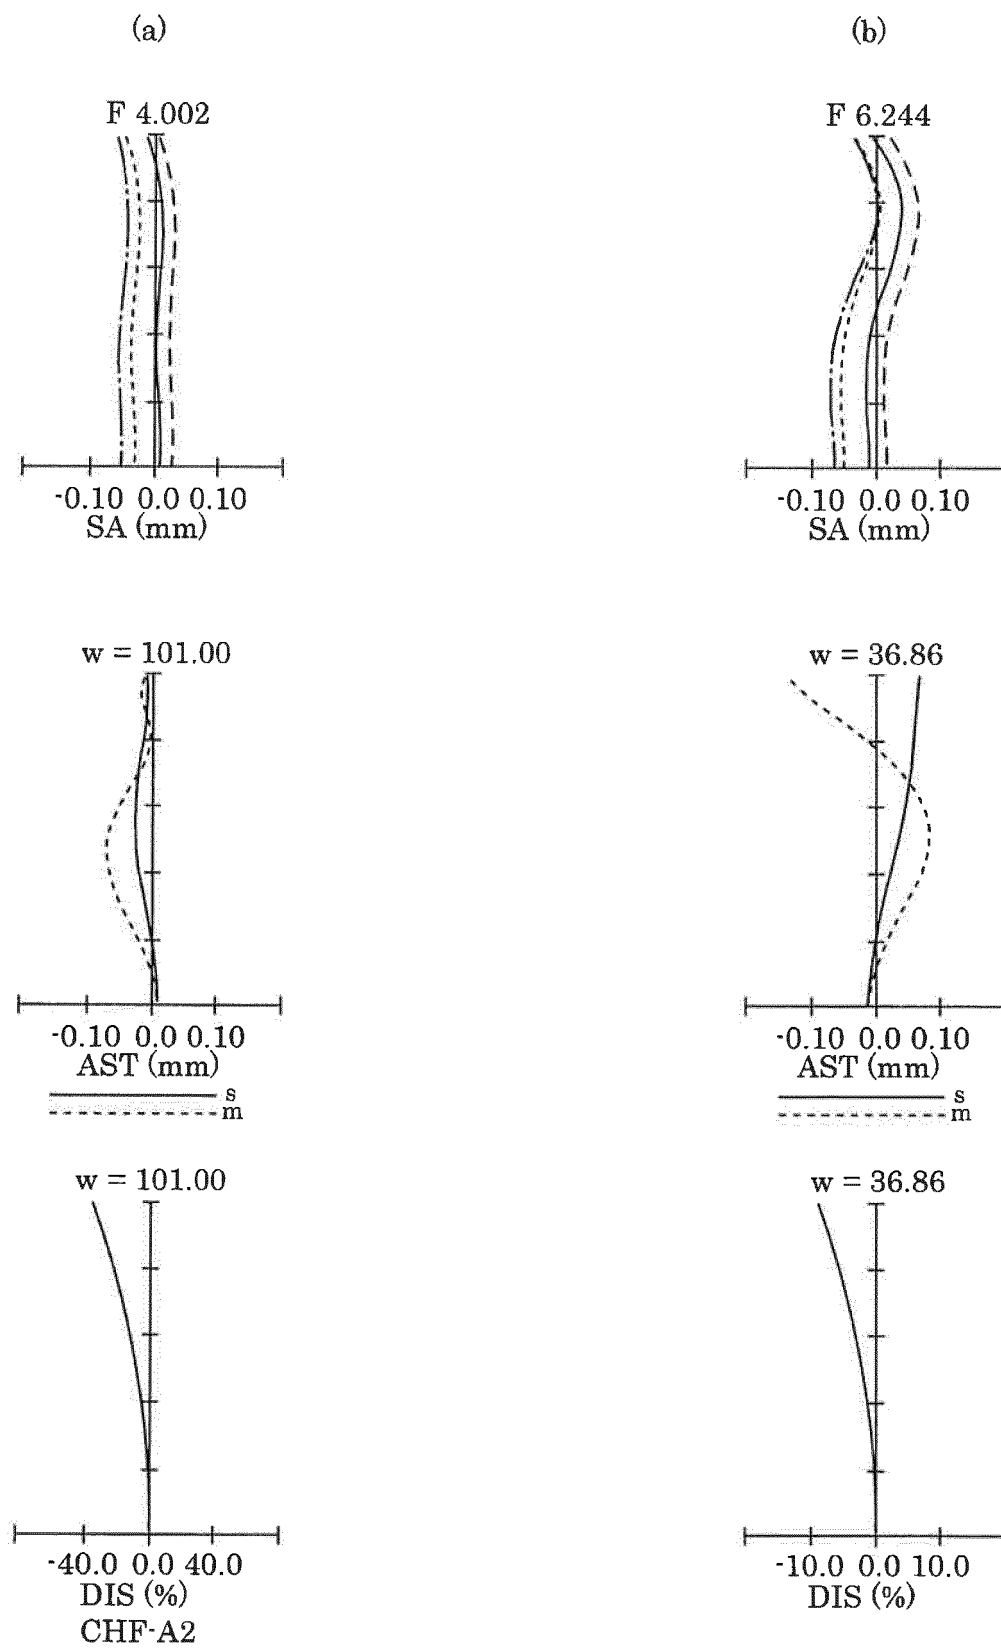 (a)
F 4.002
-0.10 0.0 0.10
SA (mm)
w = 101.00
-0.10 0.0 0.10
AST (mm)
s
m
w = 101.00
-40.0 0.0 40.0
DIS (%)
CHF-A2
(b)
F 6.244
-0.10 0.0 0.10
SA (mm)
w = 36.86
-0.10 0.0 0.10
AST (mm)
s
m
w = 36.86
-10.0 0.0 10.0
DIS (%)